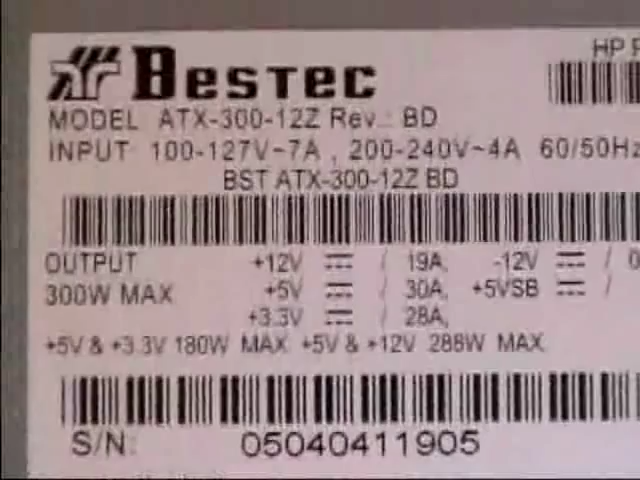 HP
BESTEC
MODEL ATX-300-12Z Rev.: BD
INPUT 100-127V~7A , 200-240V~4A 60/50Hz
BST ATX-300-12Z BD
OUTPUT +12V ⎓ / 19A, -12V ⎓ / 0
300W MAX +5V ⎓ / 30A, +5VSB ⎓ /
+3.3V ⎓ / 28A,
+5V & +3.3V 180W MAX +5V & +12V 288W MAX
S/N: 05040411905